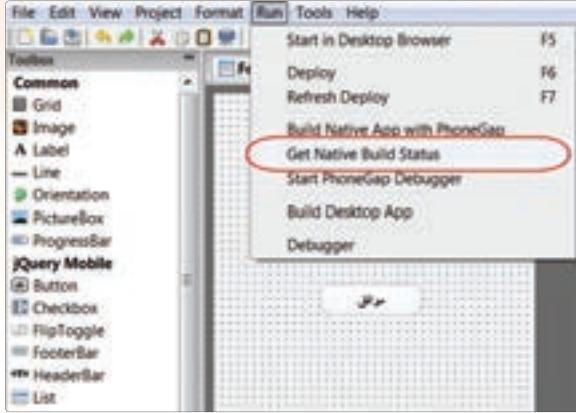 File Edit View Project Format Run Tools Help
Toolbox
Common
Grid
Image
A Label
Line
Orientation
PictureBox
ProgressBar
jQuery Mobile
Button
Checkbox
FlipToggle
FooterBar
HeaderBar
List
Start in Desktop Browser F5
Deploy F6
Refresh Deploy F7
Build Native App with PhoneGap
Get Native Build Status
Start PhoneGap Debugger
Build Desktop App
Debugger